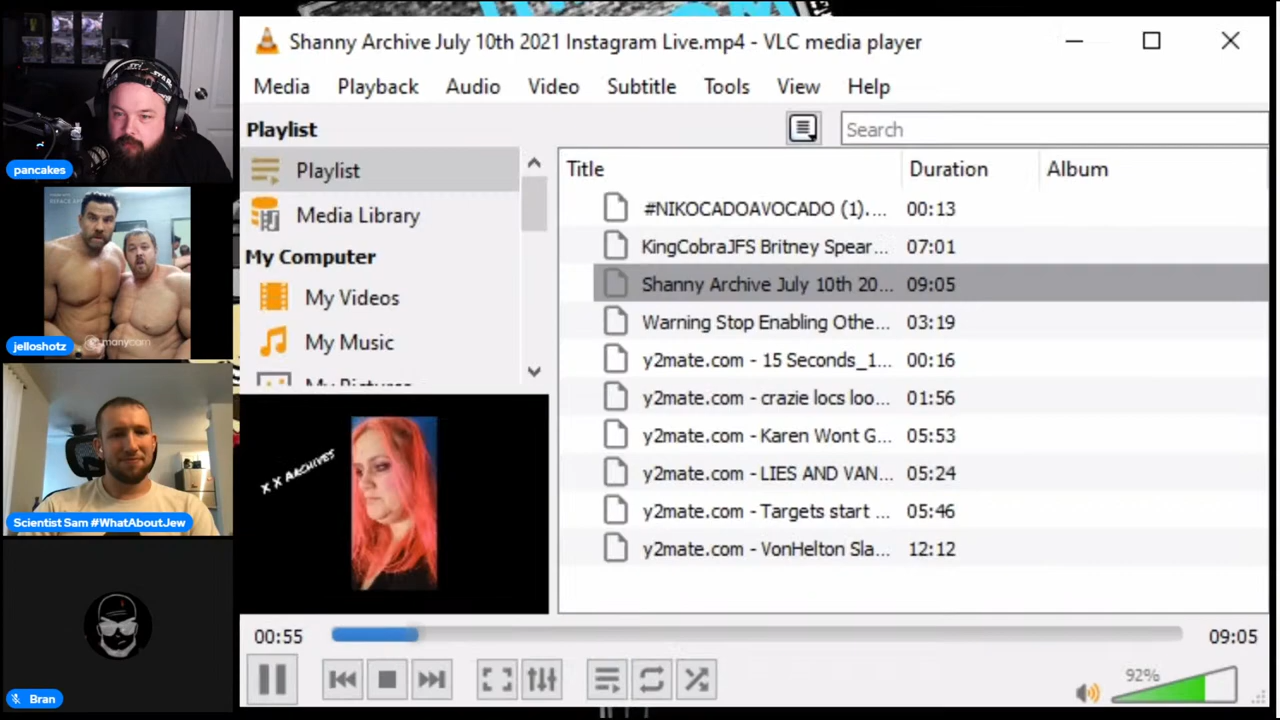 Shanny Archive July 10th 2021 Instagram Live.mp4 - VLC media player
Media Playback Audio Video Subtitle Tools View Help
Playlist
Search
Playlist
Media Library
My Computer
My Videos
My Music
My Pictures
Title Duration Album
#NIKOCADOAVOCADO (1).... 00:13
KingCobraJFS Britney Spear... 07:01
Shanny Archive July 10th 20... 09:05
Warning Stop Enabling Othe... 03:19
y2mate.com - 15 Seconds_1... 00:16
y2mate.com - crazie locs loo... 01:56
y2mate.com - Karen Wont G... 05:53
y2mate.com - LIES AND VAN... 05:24
y2mate.com - Targets start ... 05:46
y2mate.com - VonHelton Sla... 12:12
X X ARCHIVES
00:55
09:05
92%
pancakes
jelloshotz
manycam
Scientist Sam #WhatAboutJew
Bran